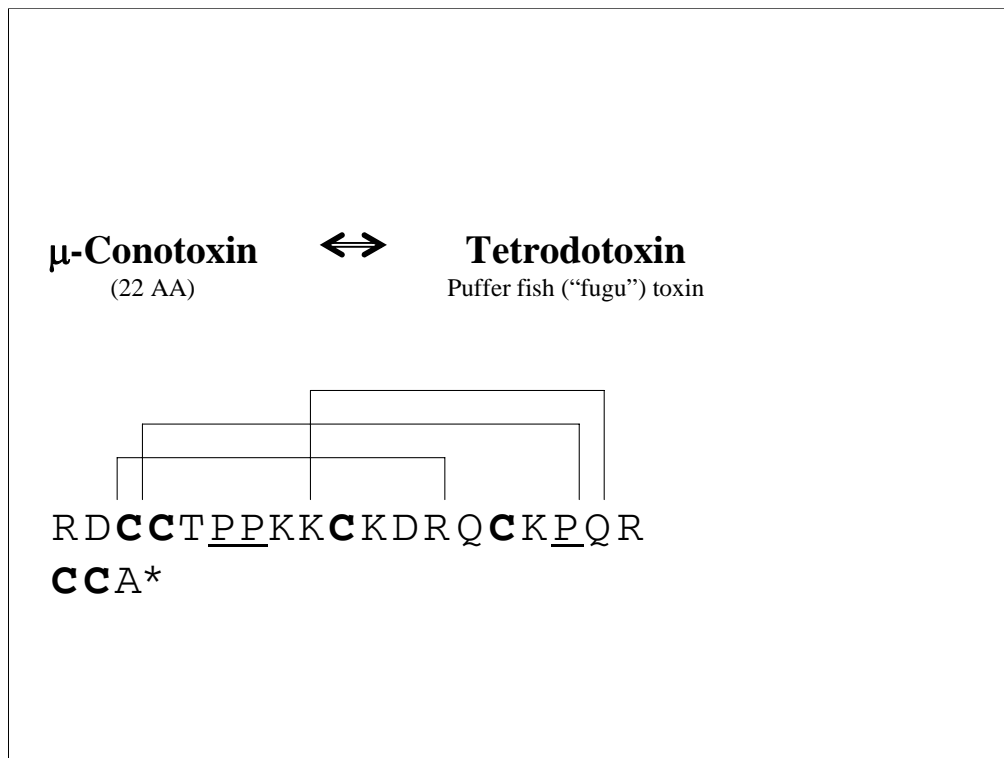 μ-Conotoxin ⇔ Tetrodotoxin
(22 AA) Puffer fish (“fugu”) toxin
RDCCTPPKKCKDRQCKPQR
CCA*